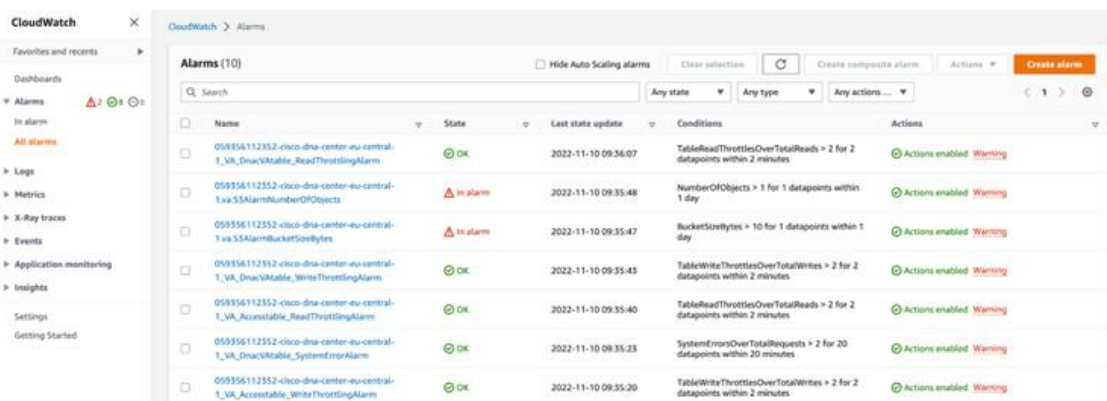 CloudWatch
CloudWatch > Alarms
Favorites and recents
Dashboards
Alarms 2 8
In alarm
All alarms
Logs
Metrics
X-Ray traces
Events
Application monitoring
Insights
Settings
Getting Started
Alarms (10)
Hide Auto Scaling alarms
Clear selection
Create composite alarm
Actions
Create alarm
Search
Any state
Any type
Any actions ...
1
Name State Last state update Conditions Actions
059356112352-cisco-dna-center-eu-central-
1_VA_DnacVAtable_ReadThrottlingAlarm
OK
2022-11-10 09:36:07
TableReadThrottlesOverTotalReads > 2 for 2
datapoints within 2 minutes
Actions enabled Warning
059356112352-cisco-dna-center-eu-central-
1.va.S3AlarmNumberOfObjects
In alarm
2022-11-10 09:35:48
NumberOfObjects > 1 for 1 datapoints within
1 day
Actions enabled Warning
059356112352-cisco-dna-center-eu-central-
1.va.S3AlarmBucketSizeBytes
In alarm
2022-11-10 09:35:47
BucketSizeBytes > 10 for 1 datapoints within 1
day
Actions enabled Warning
059356112352-cisco-dna-center-eu-central-
1_VA_DnacVAtable_WriteThrottlingAlarm
OK
2022-11-10 09:35:43
TableWriteThrottlesOverTotalWrites > 2 for 2
datapoints within 2 minutes
Actions enabled Warning
059356112352-cisco-dna-center-eu-central-
1_VA_Accesstable_ReadThrottlingAlarm
OK
2022-11-10 09:35:40
TableReadThrottlesOverTotalReads > 2 for 2
datapoints within 2 minutes
Actions enabled Warning
059356112352-cisco-dna-center-eu-central-
1_VA_DnacVAtable_SystemErrorAlarm
OK
2022-11-10 09:35:23
SystemErrorsOverTotalRequests > 2 for 20
datapoints within 20 minutes
Actions enabled Warning
059356112352-cisco-dna-center-eu-central-
1_VA_Accesstable_WriteThrottlingAlarm
OK
2022-11-10 09:35:20
TableWriteThrottlesOverTotalWrites > 2 for 2
datapoints within 2 minutes
Actions enabled Warning